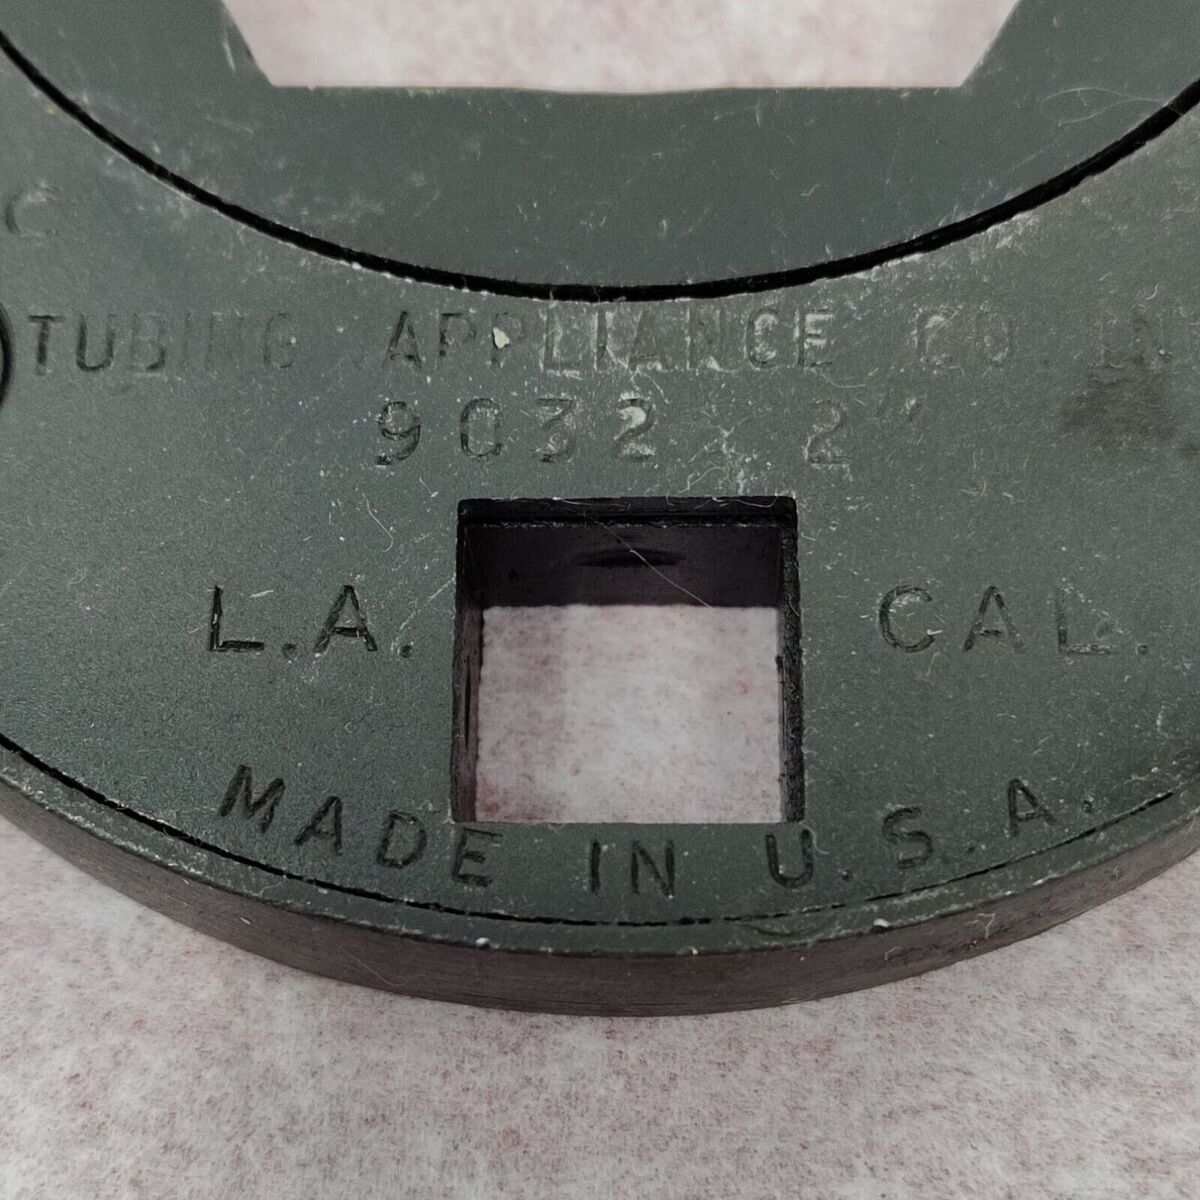 C
TUBING APPLIANCE CO
9032 2"
L.A. CAL.
MADE IN U.S.A.